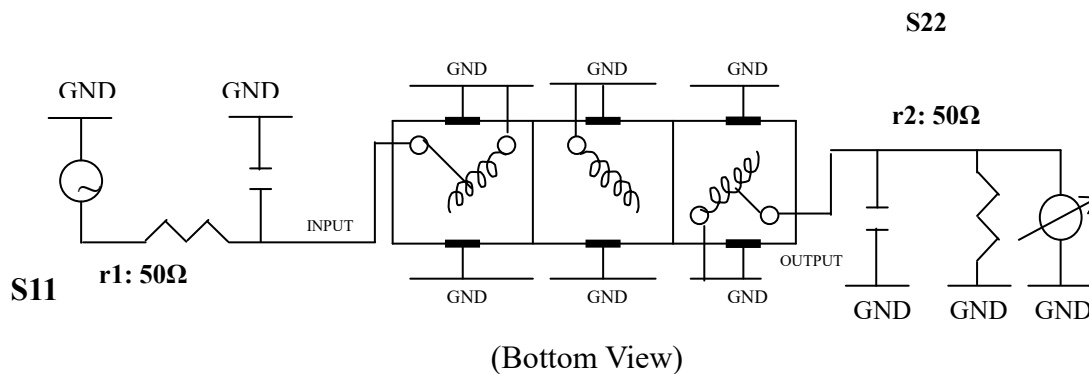 S22
GND
GND
GND
GND
GND
r2: 50Ω
INPUT
r1: 50Ω
OUTPUT
S11
GND
GND
GND
GND
GND
GND
(Bottom View)